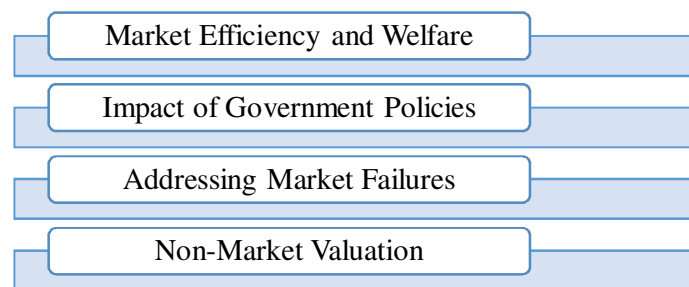 Market Efficiency and Welfare
Impact of Government Policies
Addressing Market Failures
Non-Market Valuation